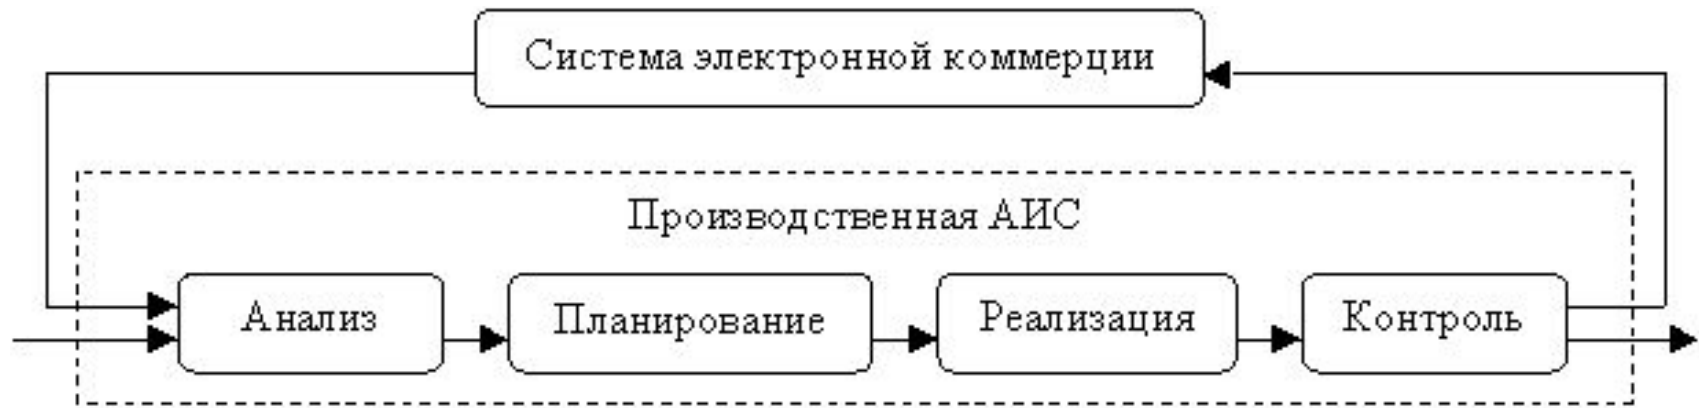 Система электронной коммерции
Производственная АИС
Анализ
Планирование
Реализация
Контроль